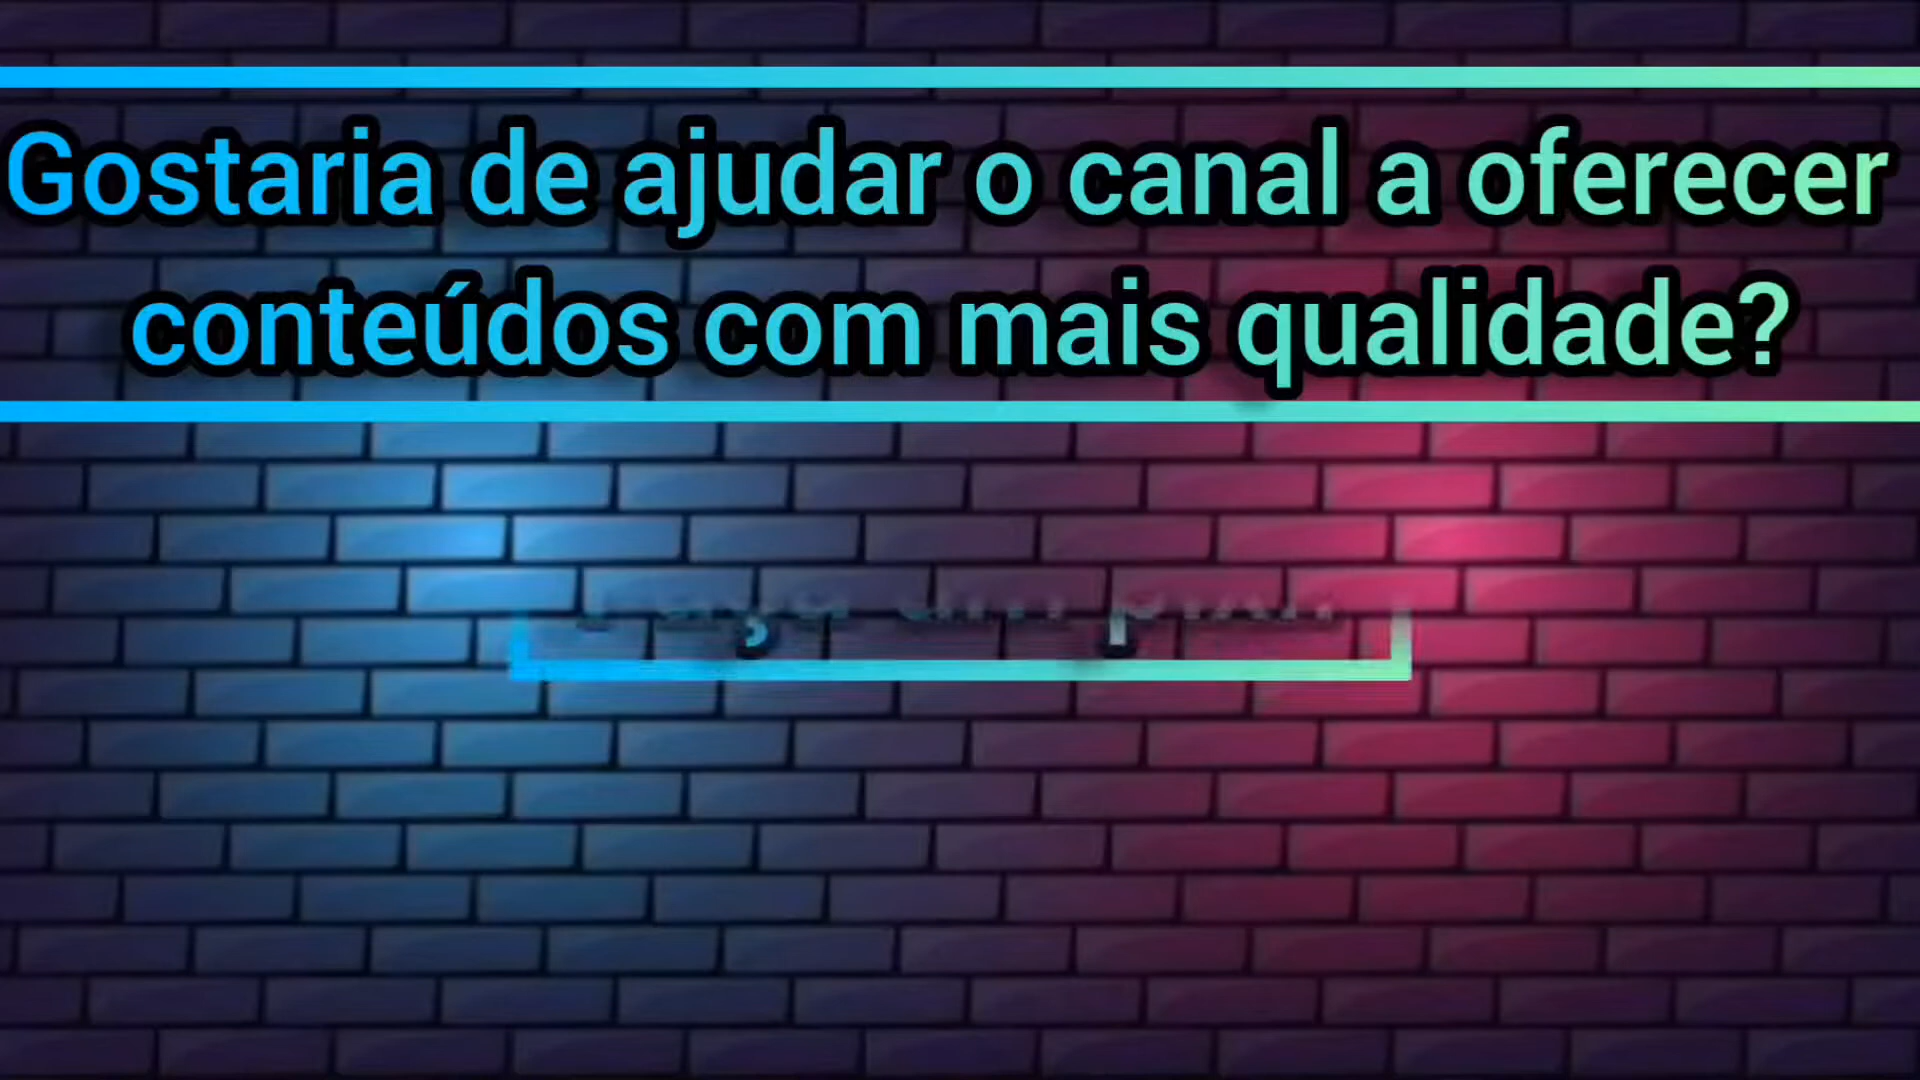 Gostaria de ajudar o canal a oferecer
conteúdos com mais qualidade?